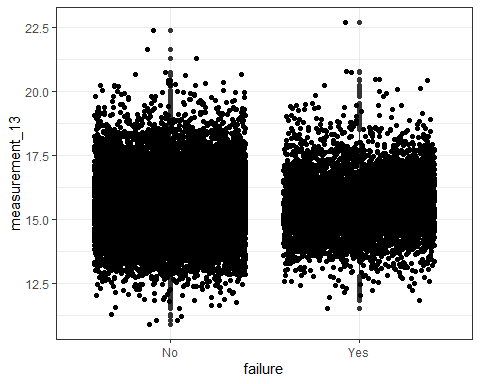 22.5
20.0
17.5
15.0
12.5
measurement_13
No
Yes
failure